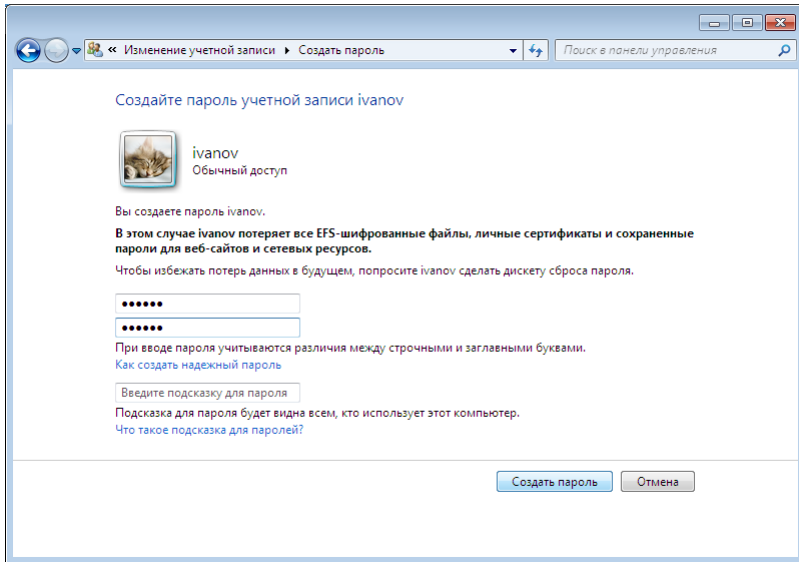 « Изменение учетной записи Создать пароль
Поиск в панели управления
Создайте пароль учетной записи ivanov
ivanov
Обычный доступ
Вы создаете пароль ivanov.
В этом случае ivanov потеряет все EFS-шифрованные файлы, личные сертификаты и сохраненные
пароли для веб-сайтов и сетевых ресурсов.
Чтобы избежать потерь данных в будущем, попросите ivanov сделать дискету сброса пароля.
●●●●●●
●●●●●●
При вводе пароля учитываются различия между строчными и заглавными буквами.
Как создать надежный пароль
Введите подсказку для пароля
Подсказка для пароля будет видна всем, кто использует этот компьютер.
Что такое подсказка для паролей?
Создать пароль
Отмена